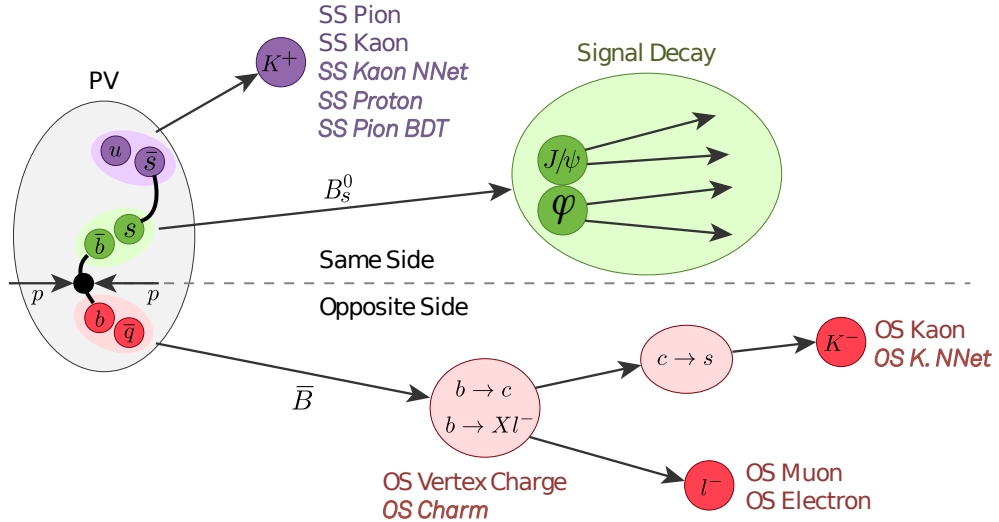 SS Pion
SS Kaon
SS Kaon NNet
SS Proton
SS Pion BDT
K⁺
Signal Decay
PV
u
s̅
J/ψ
φ
B⁰ₛ
s
b̅
Same Side
p
p
Opposite Side
b
q̅
B̅
b → c
b → Xl⁻
c → s
K⁻
OS Kaon
OS K. NNet
OS Vertex Charge
OS Charm
l⁻
OS Muon
OS Electron